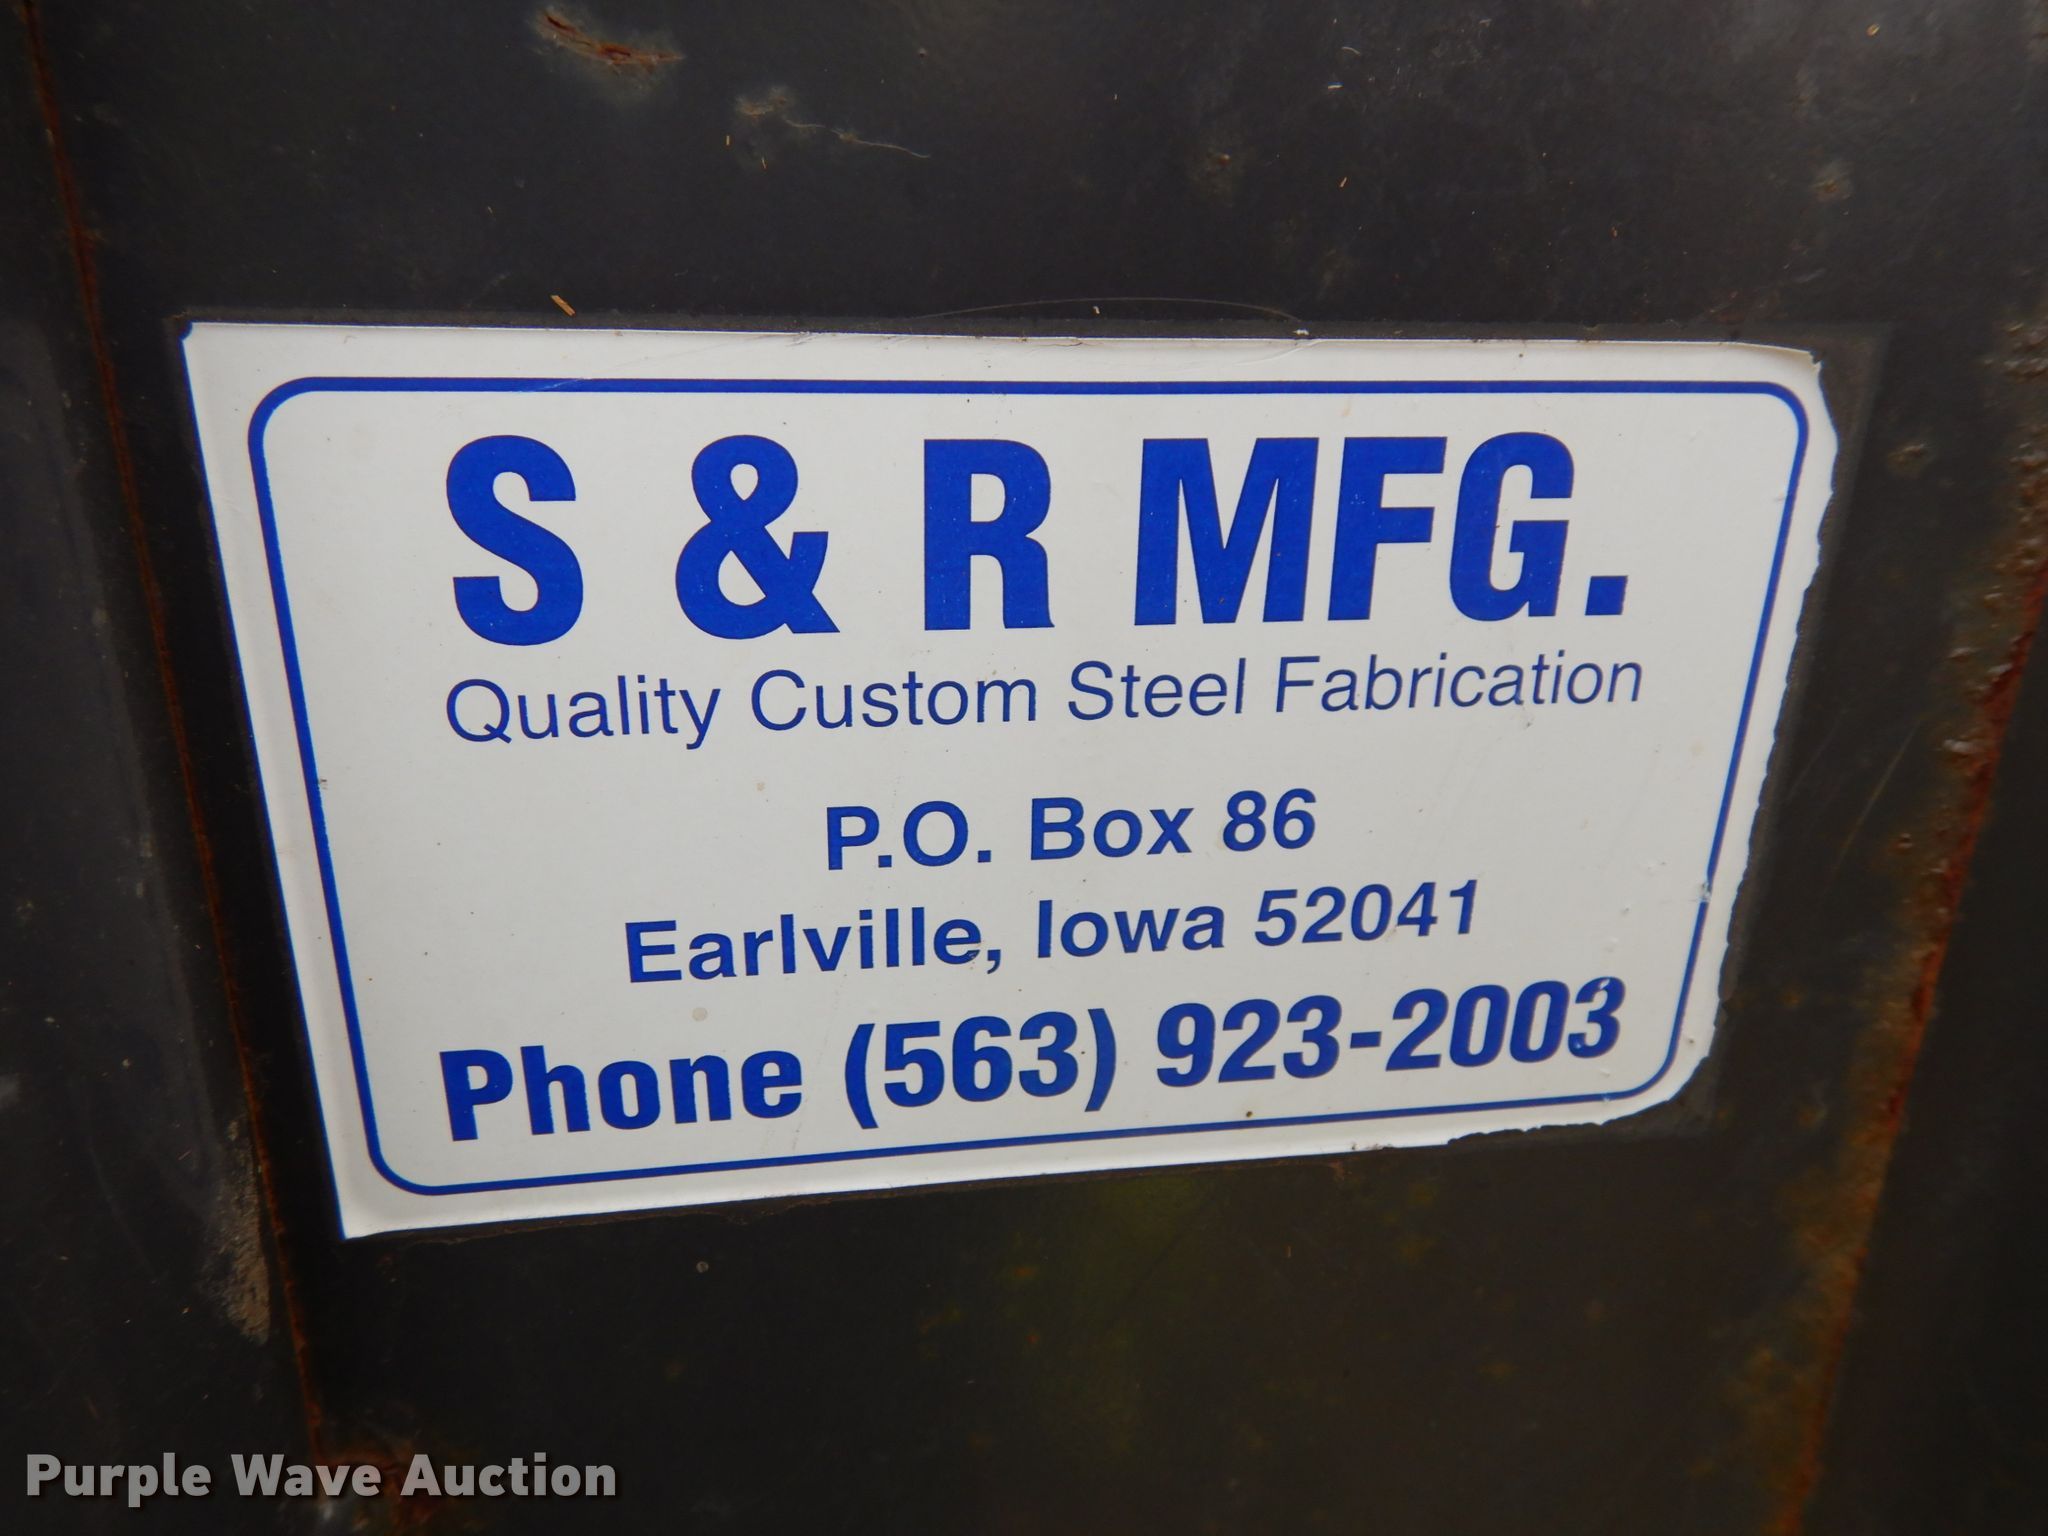 S & R MFG.
Quality Custom Steel Fabrication
P.O. Box 86
Earlville, Iowa 52041
Phone (563) 923-2003
Purple Wave Auction